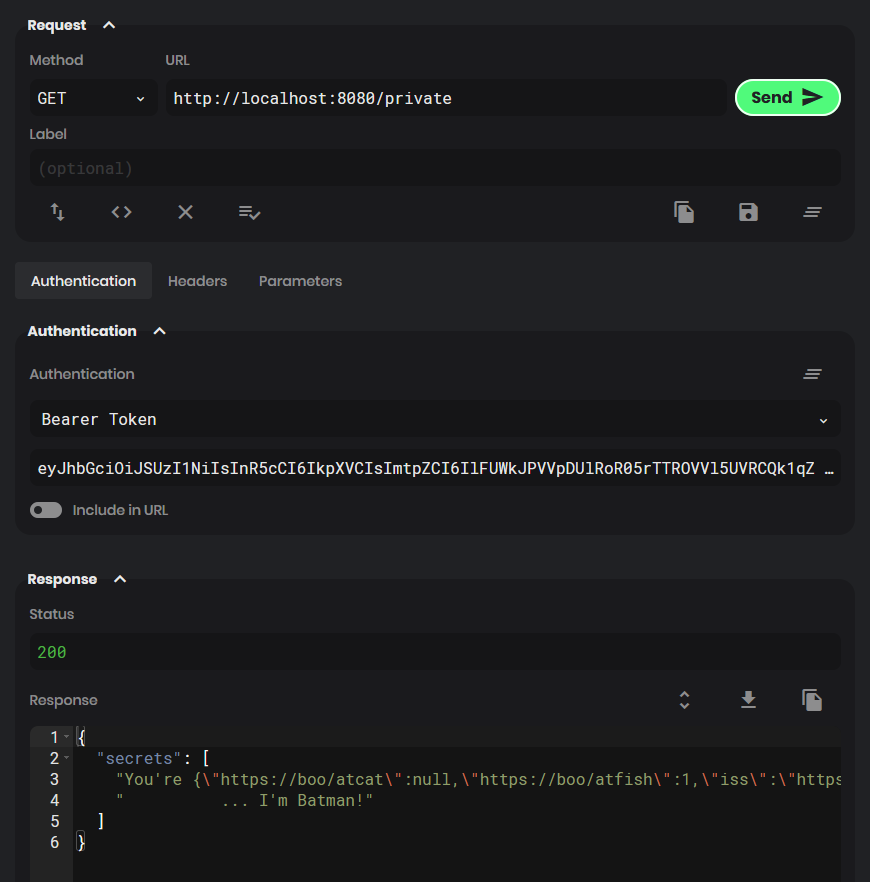 Request
Method URL
GET http://localhost:8080/private Send
Label
(optional)
Authentication Headers Parameters
Authentication
Authentication
Bearer Token
eyJhbGciOiJSUzI1NiIsInR5cCI6IkpXVCIsImtpZCI6IlFUWkJPVVpDUlRoR05rTTROVVl5UVRCQk1qZ …
Include in URL
Response
Status
200
Response
1 {
2 "secrets": [
3 "You're {\"https://boo/atcat\":null,\"https://boo/atfish\":1,\"iss\":\"https
4 " ... I'm Batman!"
5 ]
6 }